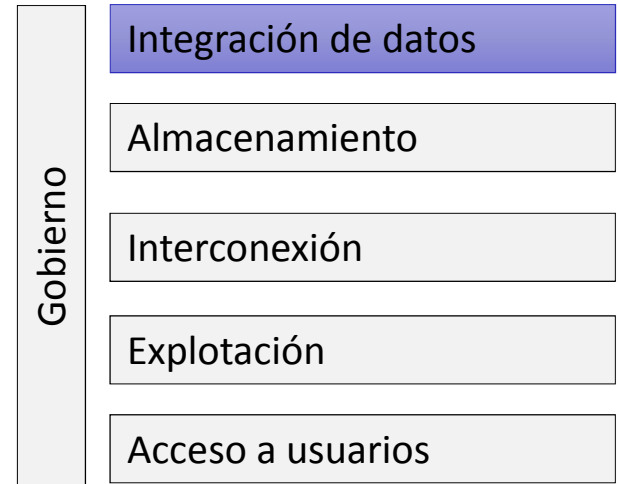 Gobierno
Integración de datos
Almacenamiento
Interconexión
Explotación
Acceso a usuarios